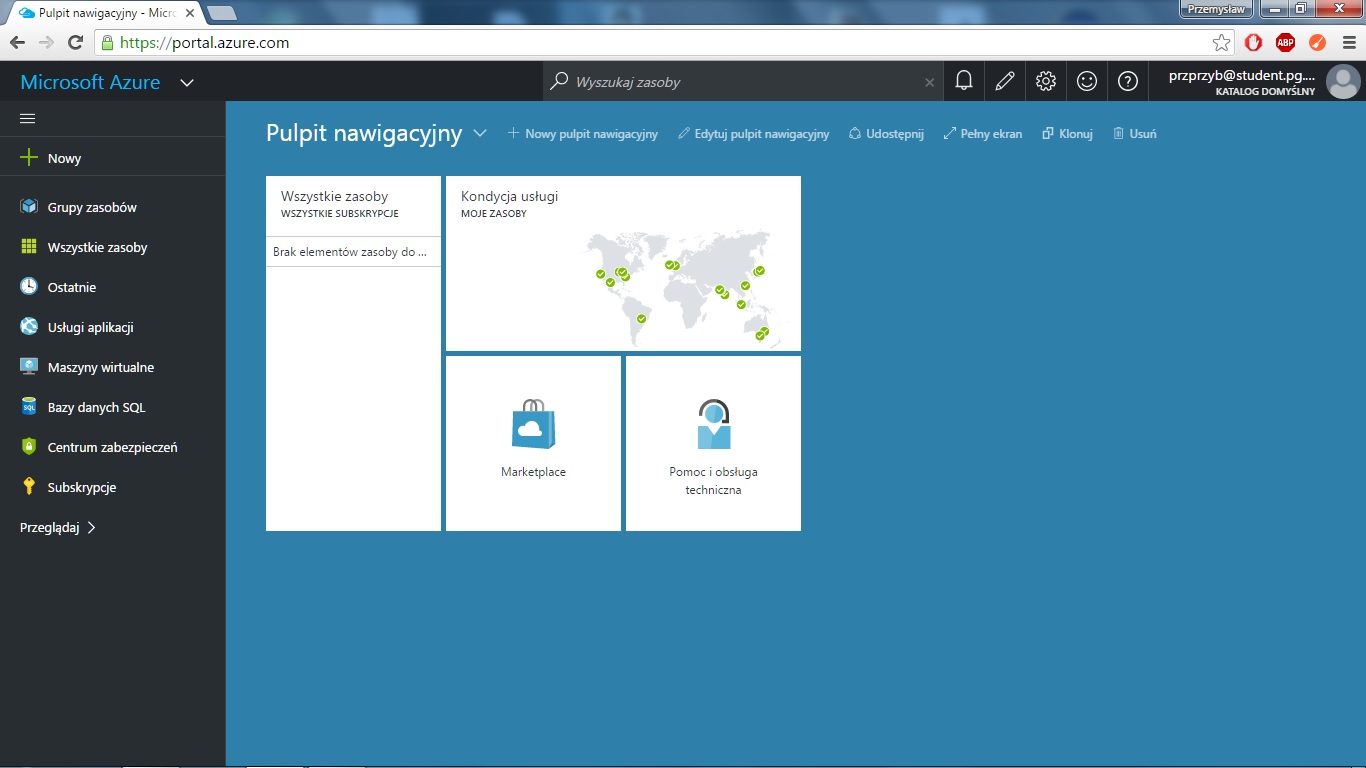 Pulpit nawigacyjny - Micro
Przemysław
https://portal.azure.com
ABP
Microsoft Azure
Wyszukaj zasoby
przprzyb@student.pg....
KATALOG DOMYŚLNY
Pulpit nawigacyjny
Nowy pulpit nawigacyjny
Edytuj pulpit nawigacyjny
Udostępnij
Pełny ekran
Klonuj
Usuń
Nowy
Grupy zasobów
Wszystkie zasoby
Ostatnie
Usługi aplikacji
Maszyny wirtualne
SQL
Bazy danych SQL
Centrum zabezpieczeń
Subskrypcje
Przeglądaj
Wszystkie zasoby
WSZYSTKIE SUBSKRYPCJE
Brak elementów zasoby do ...
Kondycja usługi
MOJE ZASOBY
Marketplace
Pomoc i obsługa
techniczna